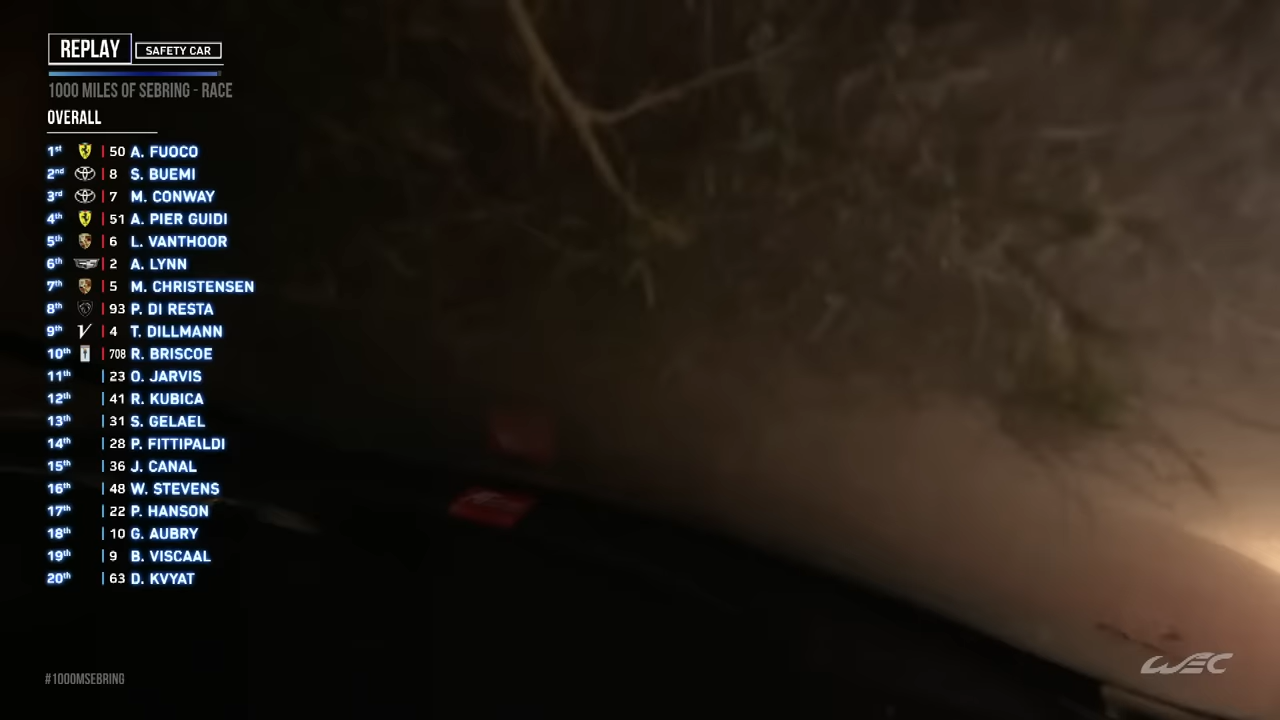 REPLAY SAFETY CAR
1000 MILES OF SEBRING - RACE
OVERALL
1st 50 A. FUOCO
2nd 8 S. BUEMI
3rd 7 M. CONWAY
4th 51 A. PIER GUIDI
5th 6 L. VANTHOOR
6th 2 A. LYNN
7th 5 M. CHRISTENSEN
8th 93 P. DI RESTA
9th 4 T. DILLMANN
10th 708 R. BRISCOE
11th 23 O. JARVIS
12th 41 R. KUBICA
13th 31 S. GELAEL
14th 28 P. FITTIPALDI
15th 36 J. CANAL
16th 48 W. STEVENS
17th 22 P. HANSON
18th 10 G. AUBRY
19th 9 B. VISCAAL
20th 63 D. KVYAT
#1000MSEBRING
WEC